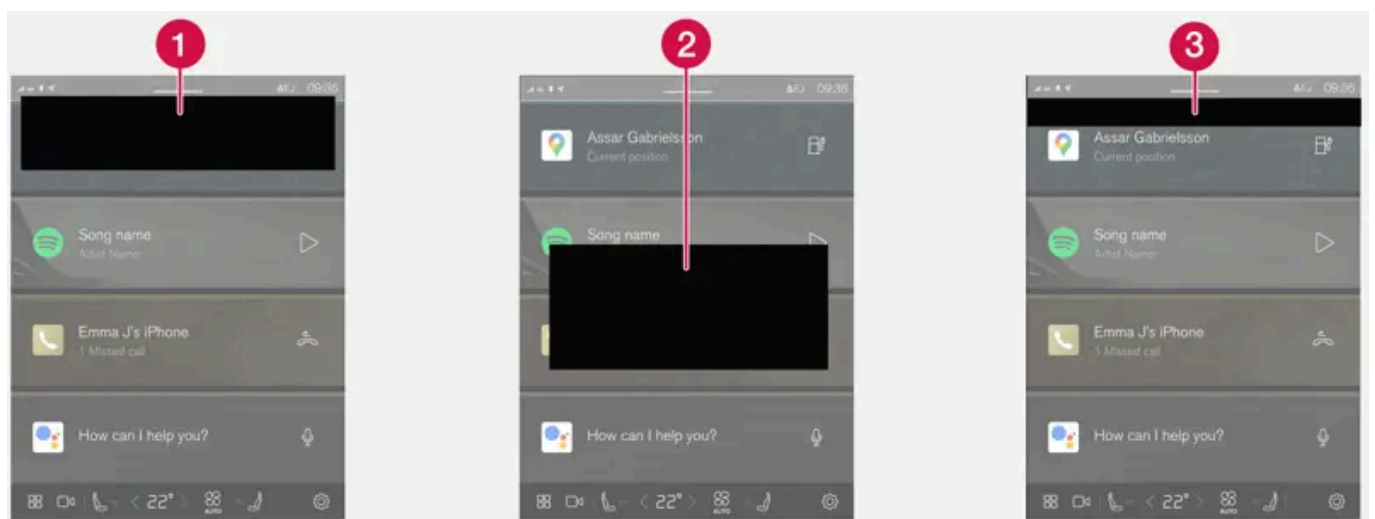 1
2
3
09:36
Song name
Artist Name
Emma J's iPhone
1 Missed call
How can I help you?
22°
AUTO
09:36
Assar Gabrielsson
Current position
Song name
How can I help you?
22°
AUTO
09:36
Assar Gabrielsson
Current position
Song name
Artist Name
Emma J's iPhone
1 Missed call
How can I help you?
22°
AUTO